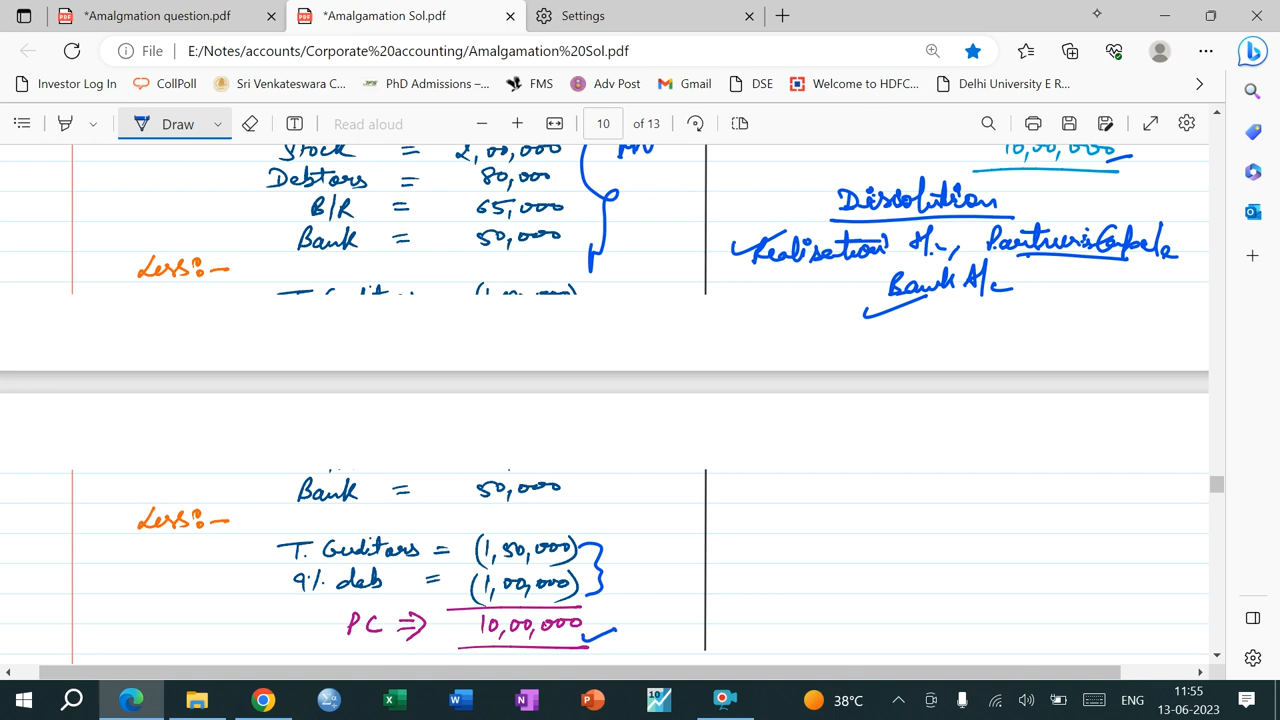 *Amalgmation question.pdf
*Amalgamation Sol.pdf
Settings
File E:/Notes/accounts/Corporate%20accounting/Amalgamation%20Sol.pdf
Investor Log In
CollPoll
Sri Venkateswara C...
PhD Admissions –...
FMS
Adv Post
Gmail
DSE
Welcome to HDFC...
Delhi University E R...
Draw
Read aloud
10 of 13
Stock = 2,00,000
Debtors = 80,000
B/R = 65,000
Bank = 50,000
Less:-
10,00,000
Dissolution
Realisation A/c, Partner's Capital
Bank A/c
Bank = 50,000
Less:-
T. Creditors = (1,50,000)
9% deb = (1,00,000)
PC ⇒ 10,00,000
38°C
ENG
11:55
13-06-2023